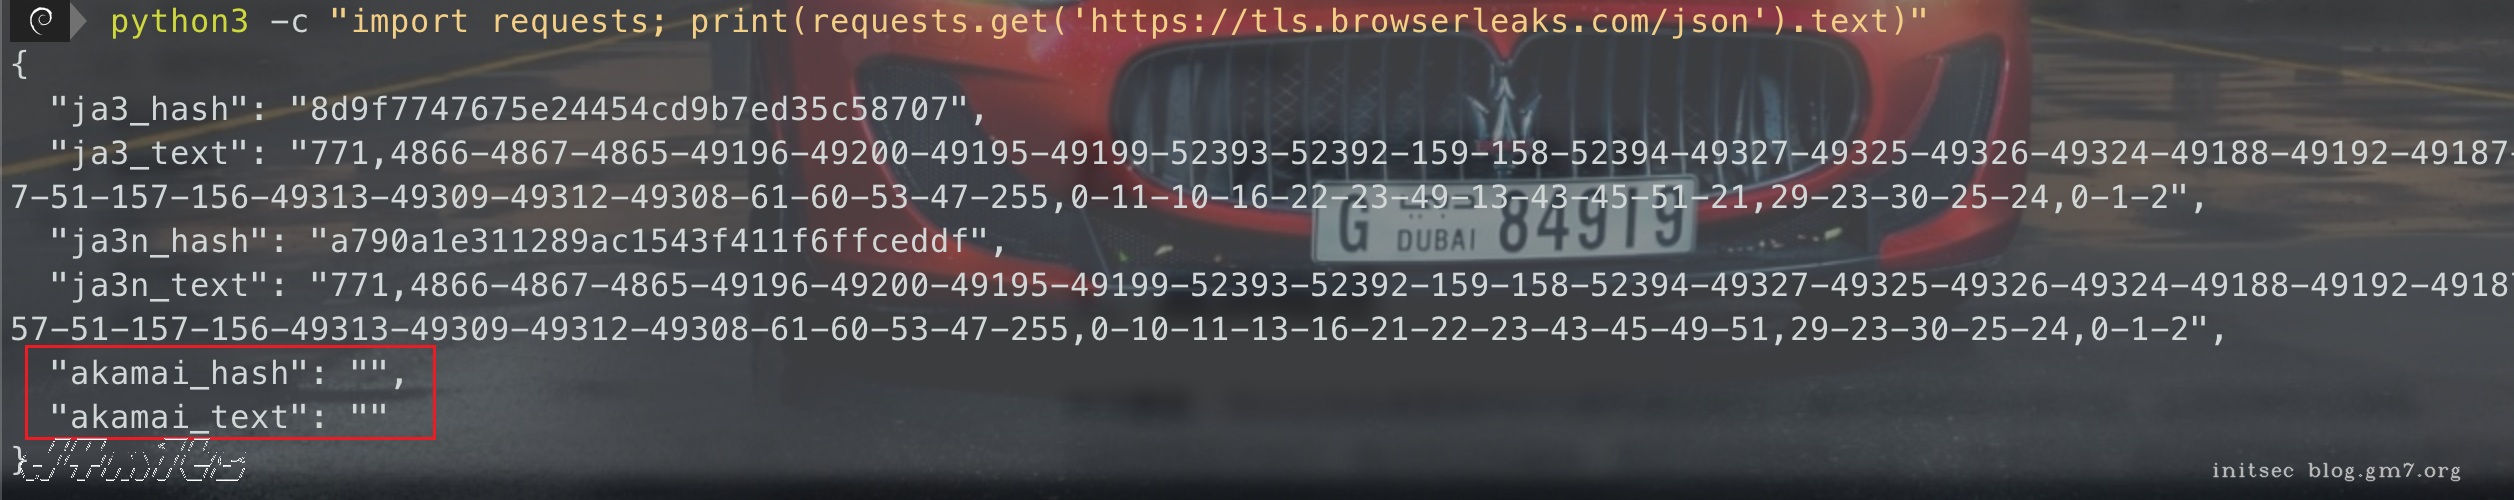 python3 -c "import requests; print(requests.get('https://tls.browserleaks.com/json').text)"
{
"ja3_hash": "8d9f7747675e24454cd9b7ed35c58707",
"ja3_text": "771,4866-4867-4865-49196-49200-49195-49199-52393-52392-159-158-52394-49327-49325-49326-49324-49188-49192-49187-
7-51-157-156-49313-49309-49312-49308-61-60-53-47-255,0-11-10-16-22-23-49-13-43-45-51-21,29-23-30-25-24,0-1-2",
"ja3n_hash": "a790a1e311289ac1543f411f6ffceddf",
"ja3n_text": "771,4866-4867-4865-49196-49200-49195-49199-52393-52392-159-158-52394-49327-49325-49326-49324-49188-49192-4918
57-51-157-156-49313-49309-49312-49308-61-60-53-47-255,0-10-11-13-16-21-22-23-43-45-49-51,29-23-30-25-24,0-1-2",
"akamai_hash": "",
"akamai_text": ""
}
G DUBAI 84919
initsec blog.gm7.org